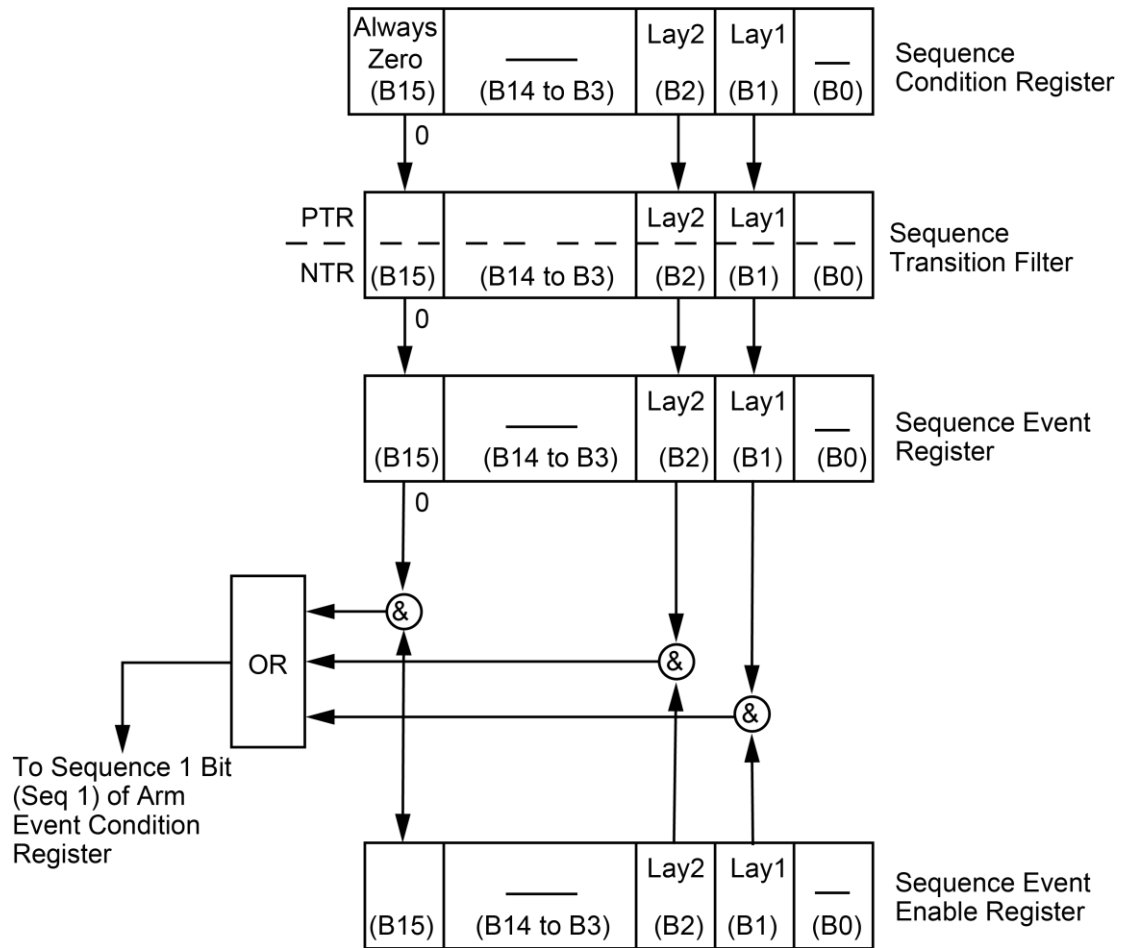 Always
Zero
(B15)
(B14 to B3)
Lay2
(B2)
Lay1
(B1)
(B0)
Sequence
Condition Register
0
PTR
NTR
(B15)
(B14 to B3)
Lay2
(B2)
Lay1
(B1)
(B0)
Sequence
Transition Filter
0
(B15)
(B14 to B3)
Lay2
(B2)
Lay1
(B1)
(B0)
Sequence Event
Register
0
&
&
&
OR
To Sequence 1 Bit
(Seq 1) of Arm
Event Condition
Register
(B15)
(B14 to B3)
Lay2
(B2)
Lay1
(B1)
(B0)
Sequence Event
Enable Register